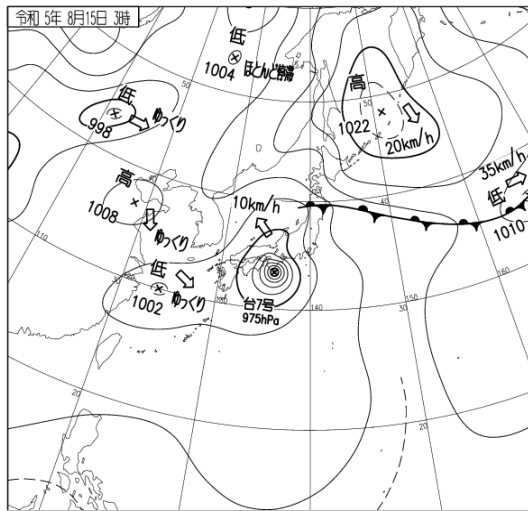 令和 5年 8月15日 3時
低
1004
ほとんど停滞
高
1022
20km/h
低
998
ゆっくり
50
50
35km/h
低
1010
高
1008
ゆっくり
10km/h
40
低
1002
ゆっくり
110
台7号
975hPa
140
150
160
30
20